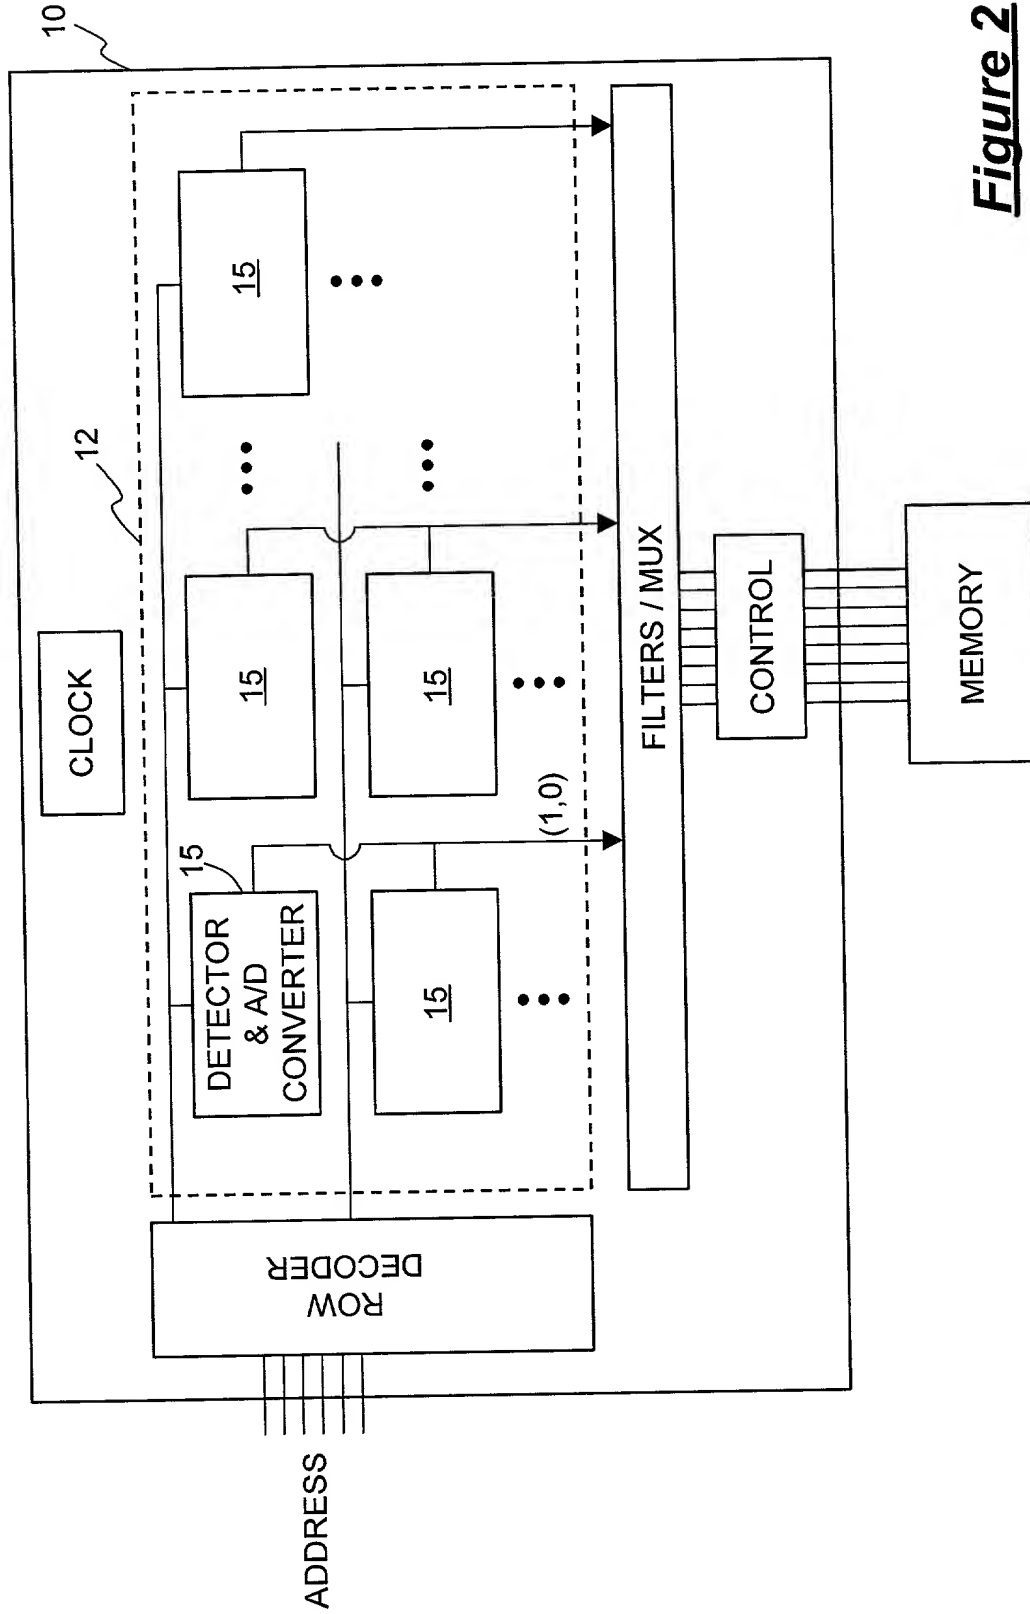 10
12
CLOCK
15
DETECTOR
& A/D
CONVERTER
15
15
15
15
(1,0)
ROW
DECODER
ADDRESS
FILTERS / MUX
CONTROL
MEMORY
Figure 2